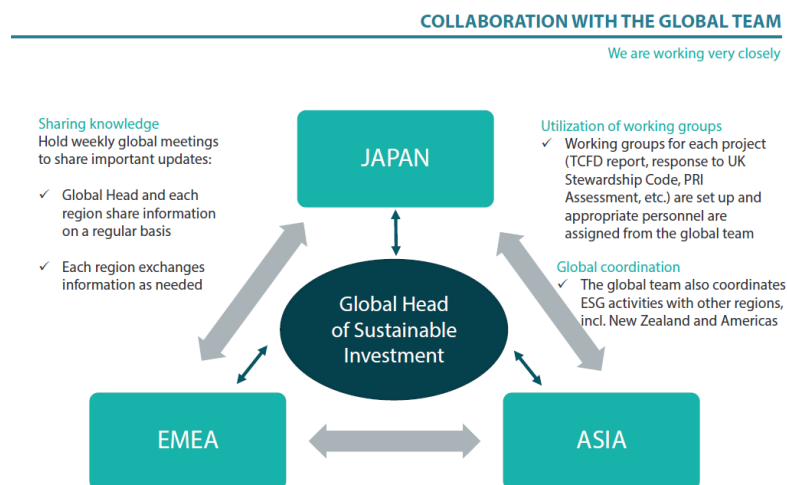 COLLABORATION WITH THE GLOBAL TEAM
We are working very closely
Sharing knowledge
Hold weekly global meetings
to share important updates:
✓ Global Head and each
region share information
on a regular basis
✓ Each region exchanges
information as needed
JAPAN
Utilization of working groups
✓ Working groups for each project
(TCFD report, response to UK
Stewardship Code, PRI
Assessment, etc.) are set up and
appropriate personnel are
assigned from the global team
Global coordination
✓ The global team also coordinates
ESG activities with other regions,
incl. New Zealand and Americas
Global Head
of Sustainable
Investment
EMEA
ASIA